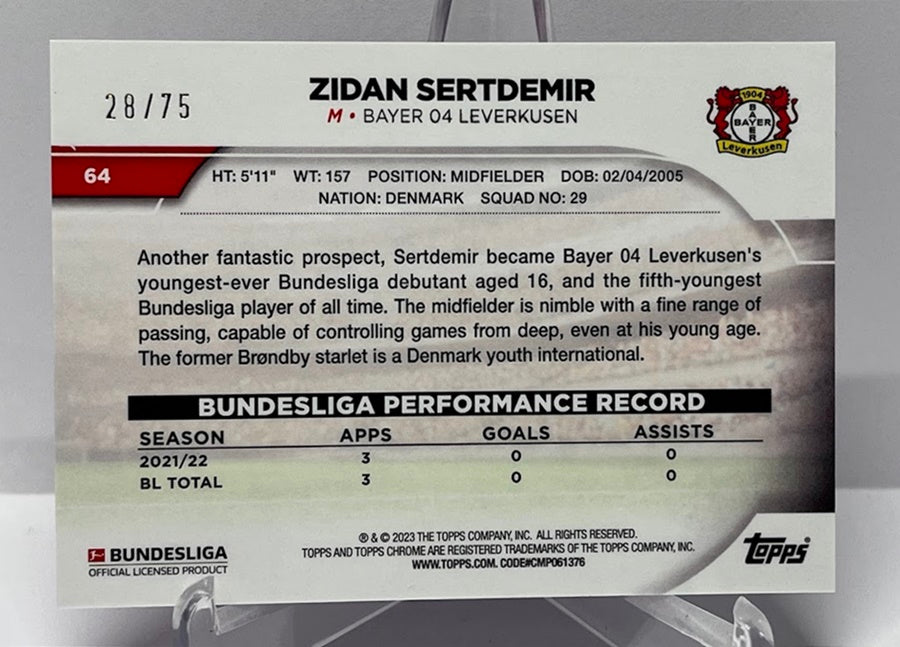 28/75
ZIDAN SERTDEMIR
M • BAYER 04 LEVERKUSEN
1904
BAYER
BAYER
Leverkusen
64
HT: 5'11" WT: 157 POSITION: MIDFIELDER DOB: 02/04/2005
NATION: DENMARK SQUAD NO: 29
Another fantastic prospect, Sertdemir became Bayer 04 Leverkusen's
youngest-ever Bundesliga debutant aged 16, and the fifth-youngest
Bundesliga player of all time. The midfielder is nimble with a fine range of
passing, capable of controlling games from deep, even at his young age.
The former Brøndby starlet is a Denmark youth international.
BUNDESLIGA PERFORMANCE RECORD
SEASON APPS GOALS ASSISTS
2021/22 3 0 0
BL TOTAL 3 0 0
BUNDESLIGA
OFFICIAL LICENSED PRODUCT
® & © 2023 THE TOPPS COMPANY, INC. ALL RIGHTS RESERVED.
TOPPS AND TOPPS CHROME ARE REGISTERED TRADEMARKS OF THE TOPPS COMPANY, INC.
WWW.TOPPS.COM. CODE#CMP061376
topps®